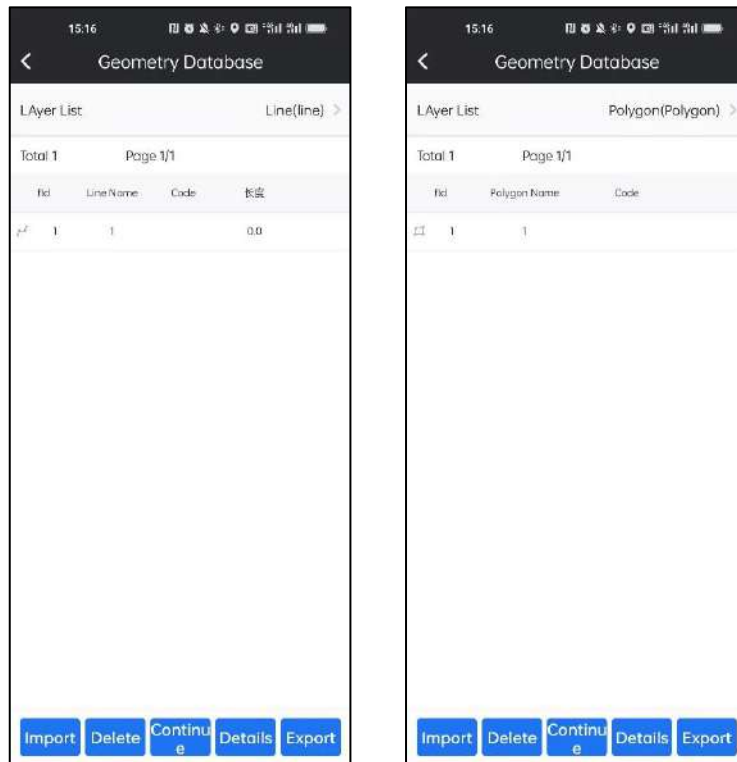 15:16
Geometry Database
LAyer List Line(line) >
Total 1 Page 1/1
fid Line Name Code 长度
1 1 0.0
Import Delete Continu
e Details Export
15:16
Geometry Database
LAyer List Polygon(Polygon) >
Total 1 Page 1/1
fid Polygon Name Code
1 1
Import Delete Continu
e Details Export